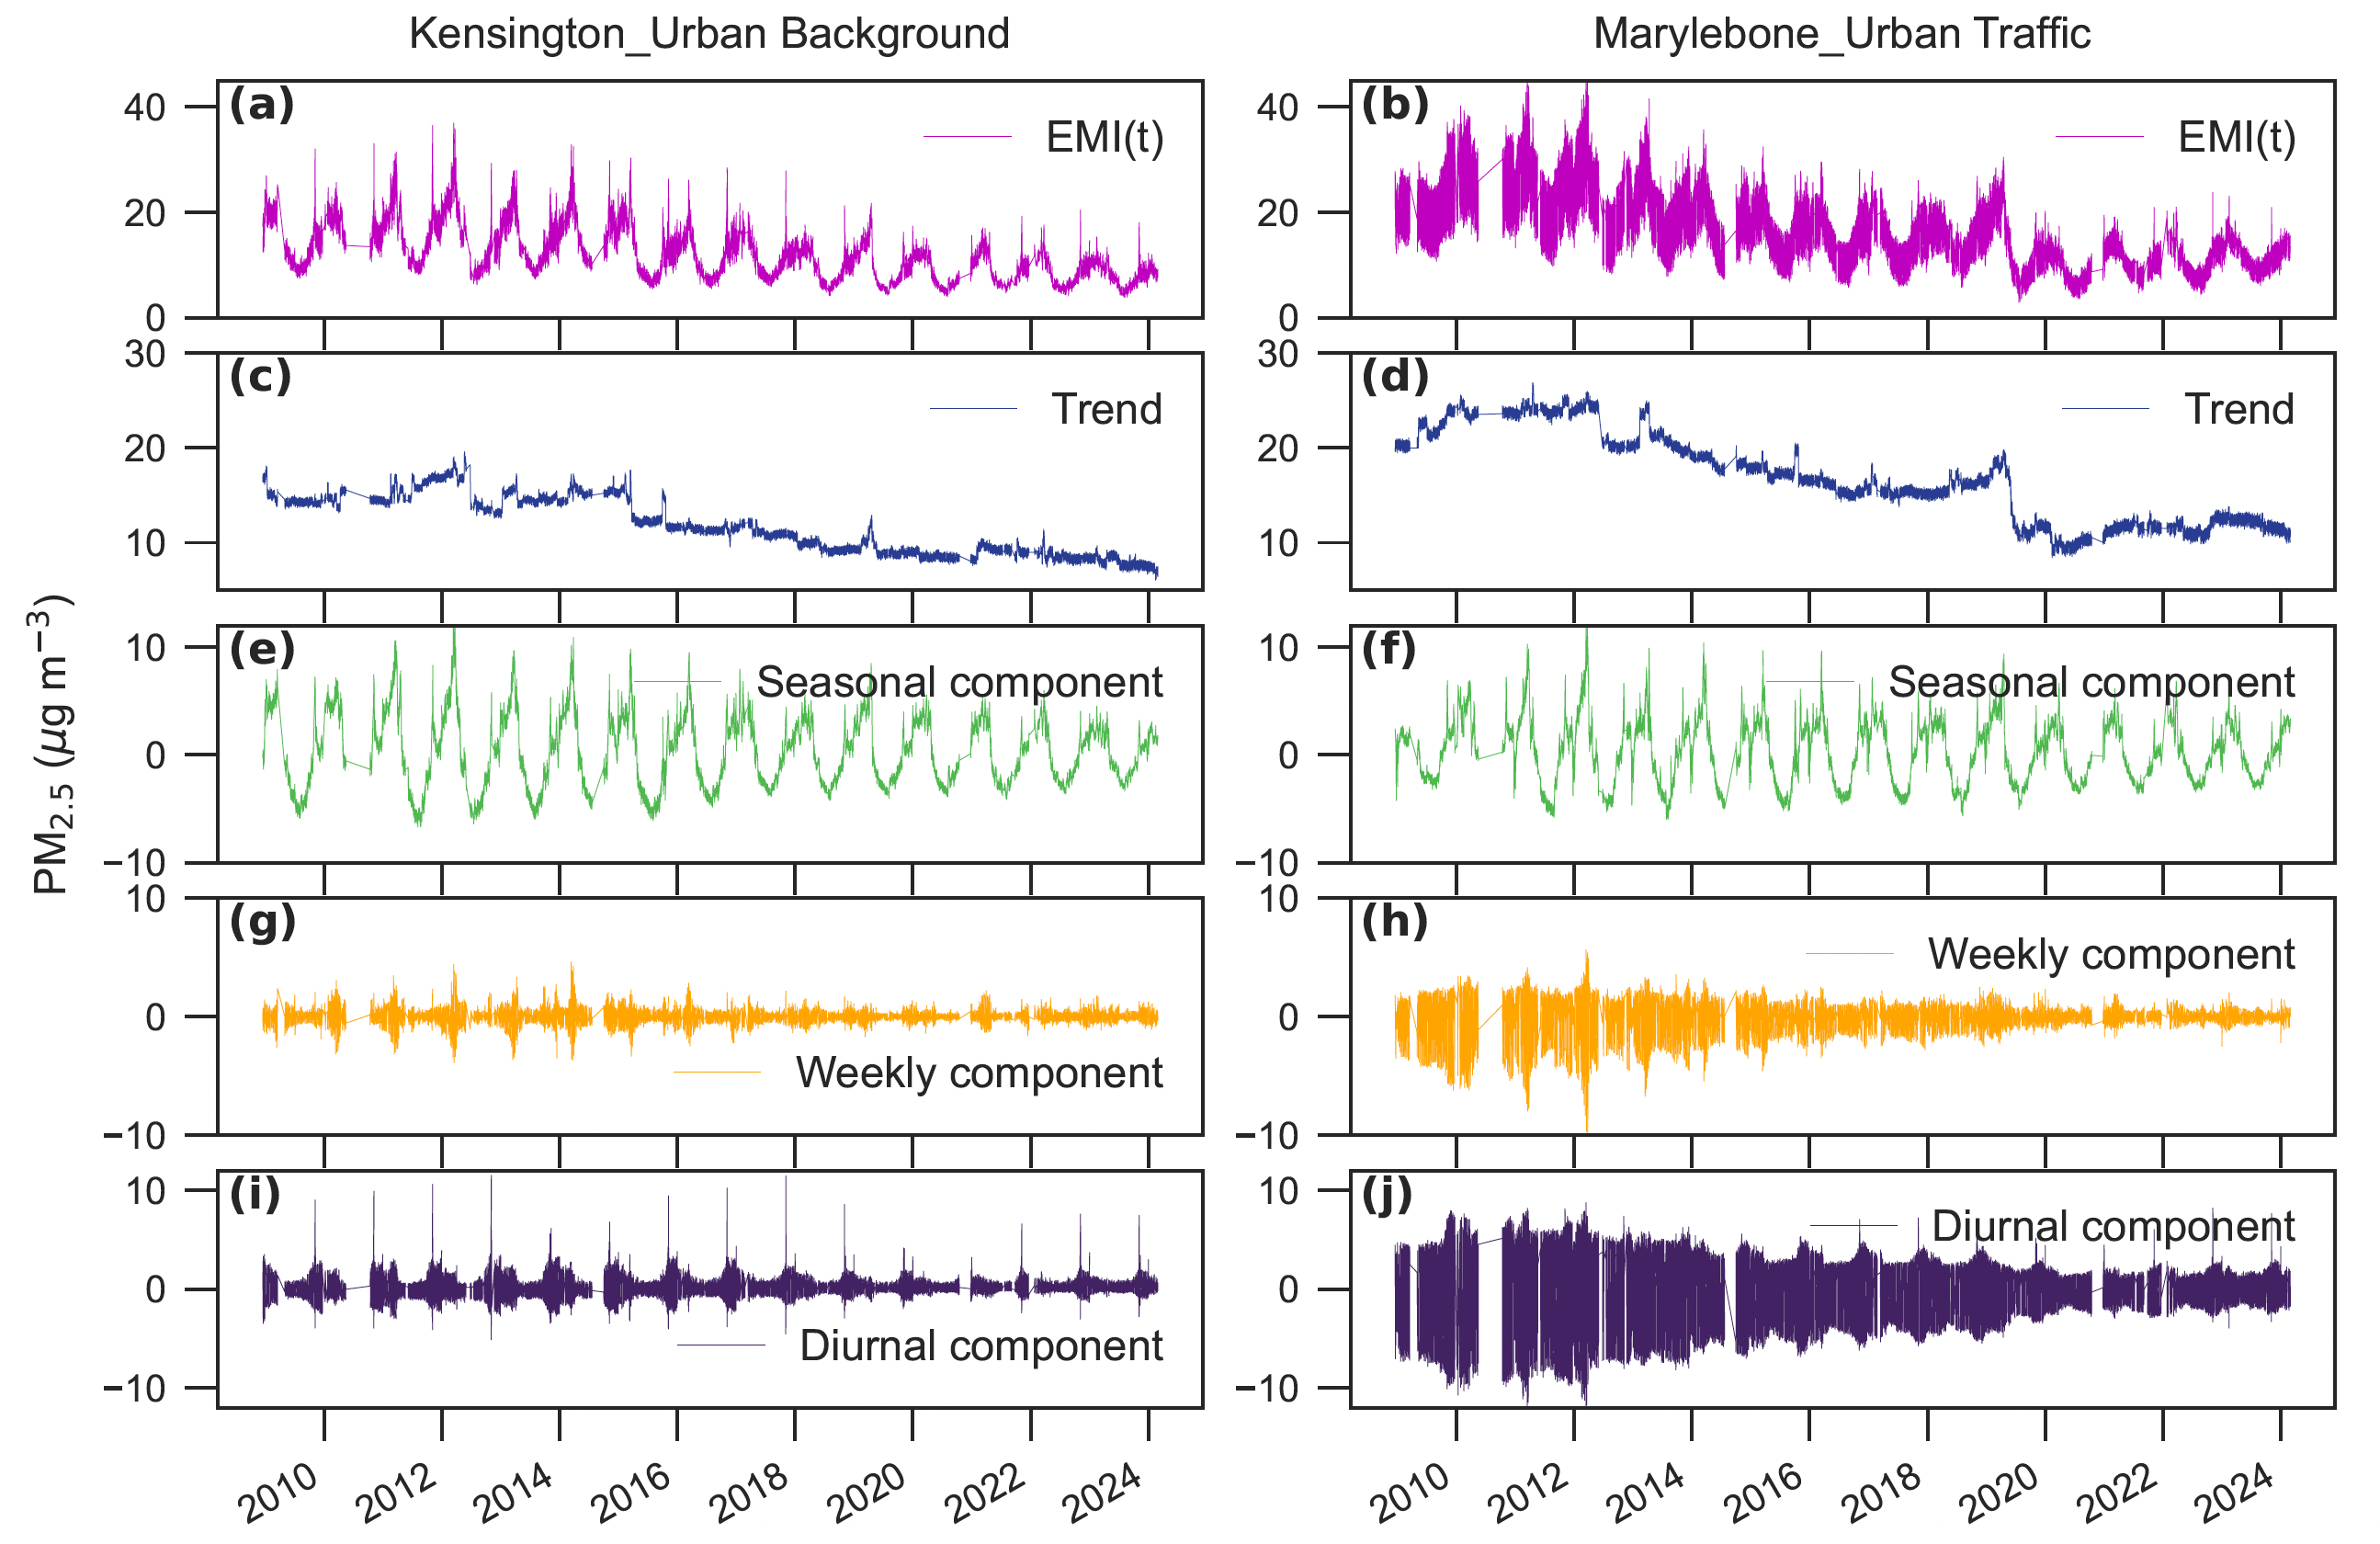 Kensington_Urban Background
Marylebone_Urban Traffic
PM2.5 (μg m−3)
(a)
EMI(t)
40
20
0
(b)
EMI(t)
40
20
0
(c)
Trend
30
20
10
(d)
Trend
30
20
10
(e)
Seasonal component
10
0
−10
(f)
Seasonal component
10
0
−10
(g)
Weekly component
10
0
−10
(h)
Weekly component
10
0
−10
(i)
Diurnal component
10
0
−10
(j)
Diurnal component
10
0
−10
2010 2012 2014 2016 2018 2020 2022 2024
2010 2012 2014 2016 2018 2020 2022 2024